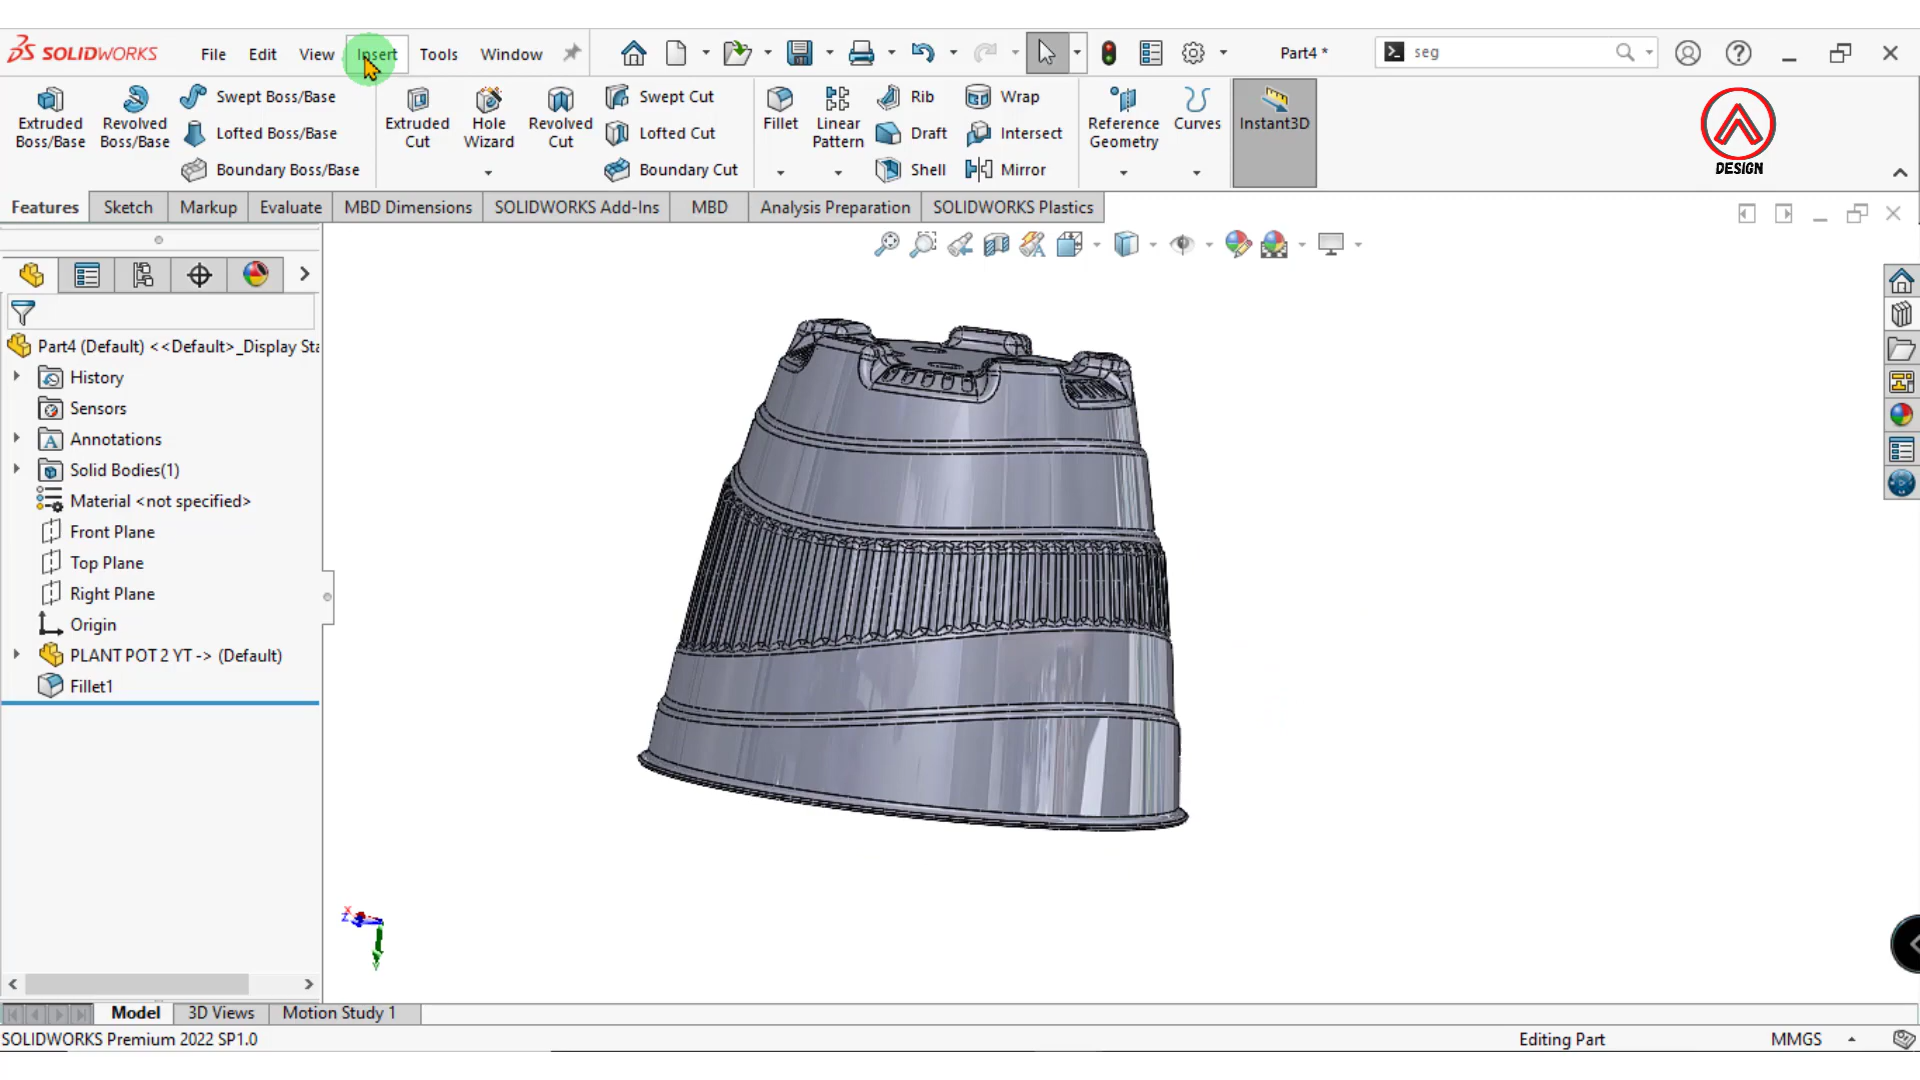 SOLIDWORKS File Edit View Insert Tools Window Part4 * seg
Extruded Boss/Base
Revolved Boss/Base
Swept Boss/Base
Lofted Boss/Base
Boundary Boss/Base
Extruded Cut
Hole Wizard
Revolved Cut
Swept Cut
Lofted Cut
Boundary Cut
Fillet
Linear Pattern
Rib
Draft
Shell
Wrap
Intersect
Mirror
Reference Geometry
Curves
Instant3D
DESIGN
Features Sketch Markup Evaluate MBD Dimensions SOLIDWORKS Add-Ins MBD Analysis Preparation SOLIDWORKS Plastics
Part4 (Default) <<Default>_Display Sta
History
Sensors
Annotations
Solid Bodies(1)
Material <not specified>
Front Plane
Top Plane
Right Plane
Origin
PLANT POT 2 YT -> (Default)
Fillet1
Model 3D Views Motion Study 1
SOLIDWORKS Premium 2022 SP1.0 Editing Part MMGS